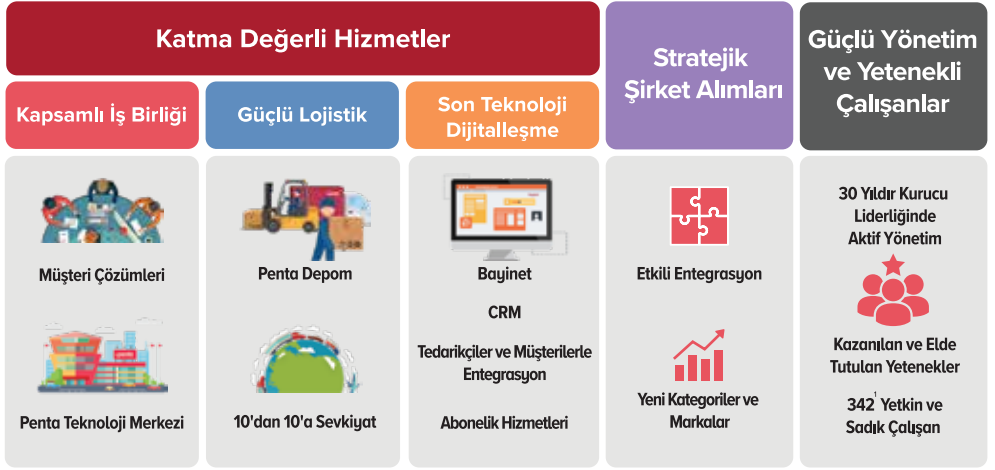 Katma Değerli Hizmetler
Kapsamlı İş Birliği
Müşteri Çözümleri
Penta Teknoloji Merkezi
Güçlü Lojistik
Penta Depom
10'dan 10'a Sevkiyat
Son Teknoloji
Dijitalleşme
Bayinet
CRM
Tedarikçiler ve Müşterilerle
Entegrasyon
Abonelik Hizmetleri
Stratejik
Şirket Alımları
Etkili Entegrasyon
Yeni Kategoriler ve
Markalar
Güçlü Yönetim
ve Yetenekli
Çalışanlar
30 Yıldır Kurucu
Liderliğinde
Aktif Yönetim
Kazanılan ve Elde
Tutulan Yetenekler
342¹ Yetkin ve
Sadık Çalışan